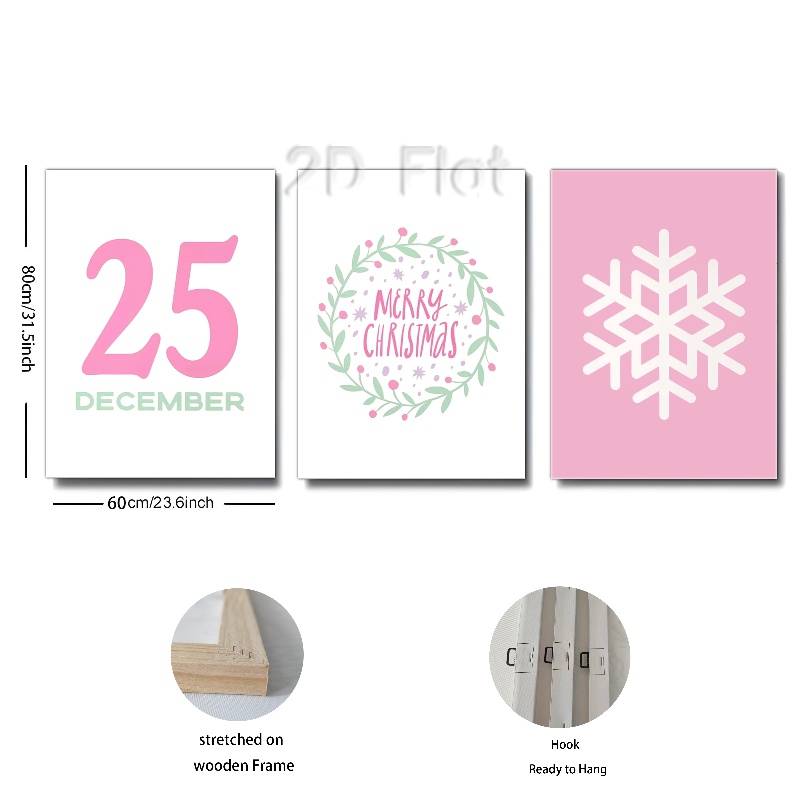 2D Flat
80cm/31.5inch
25
DECEMBER
MERRY
CHRISTMAS
60cm/23.6inch
stretched on
wooden Frame
Hook
Ready to Hang